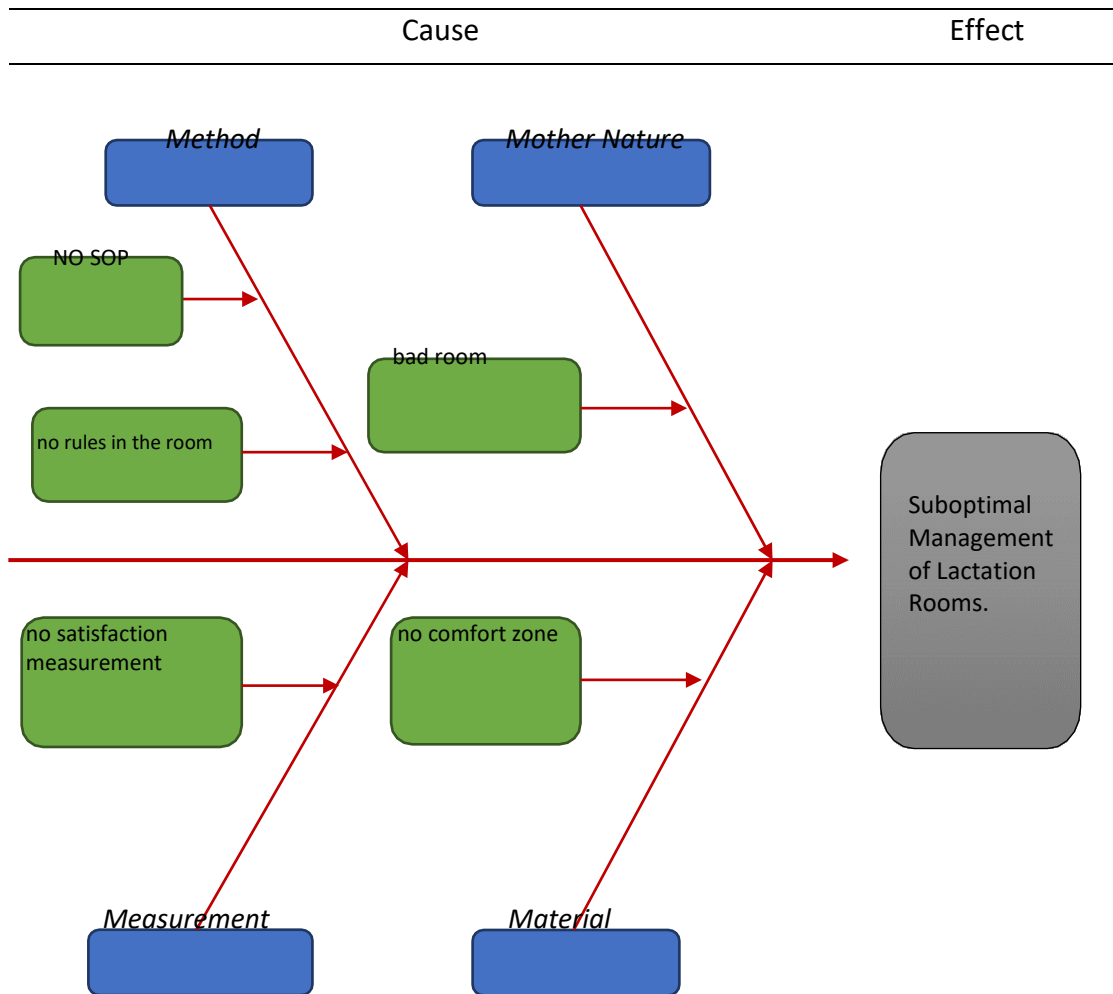 Cause
Effect
Method
Mother Nature
NO SOP
bad room
no rules in the room
Suboptimal
Management
of Lactation
Rooms.
no satisfaction
measurement
no comfort zone
Measurement
Material